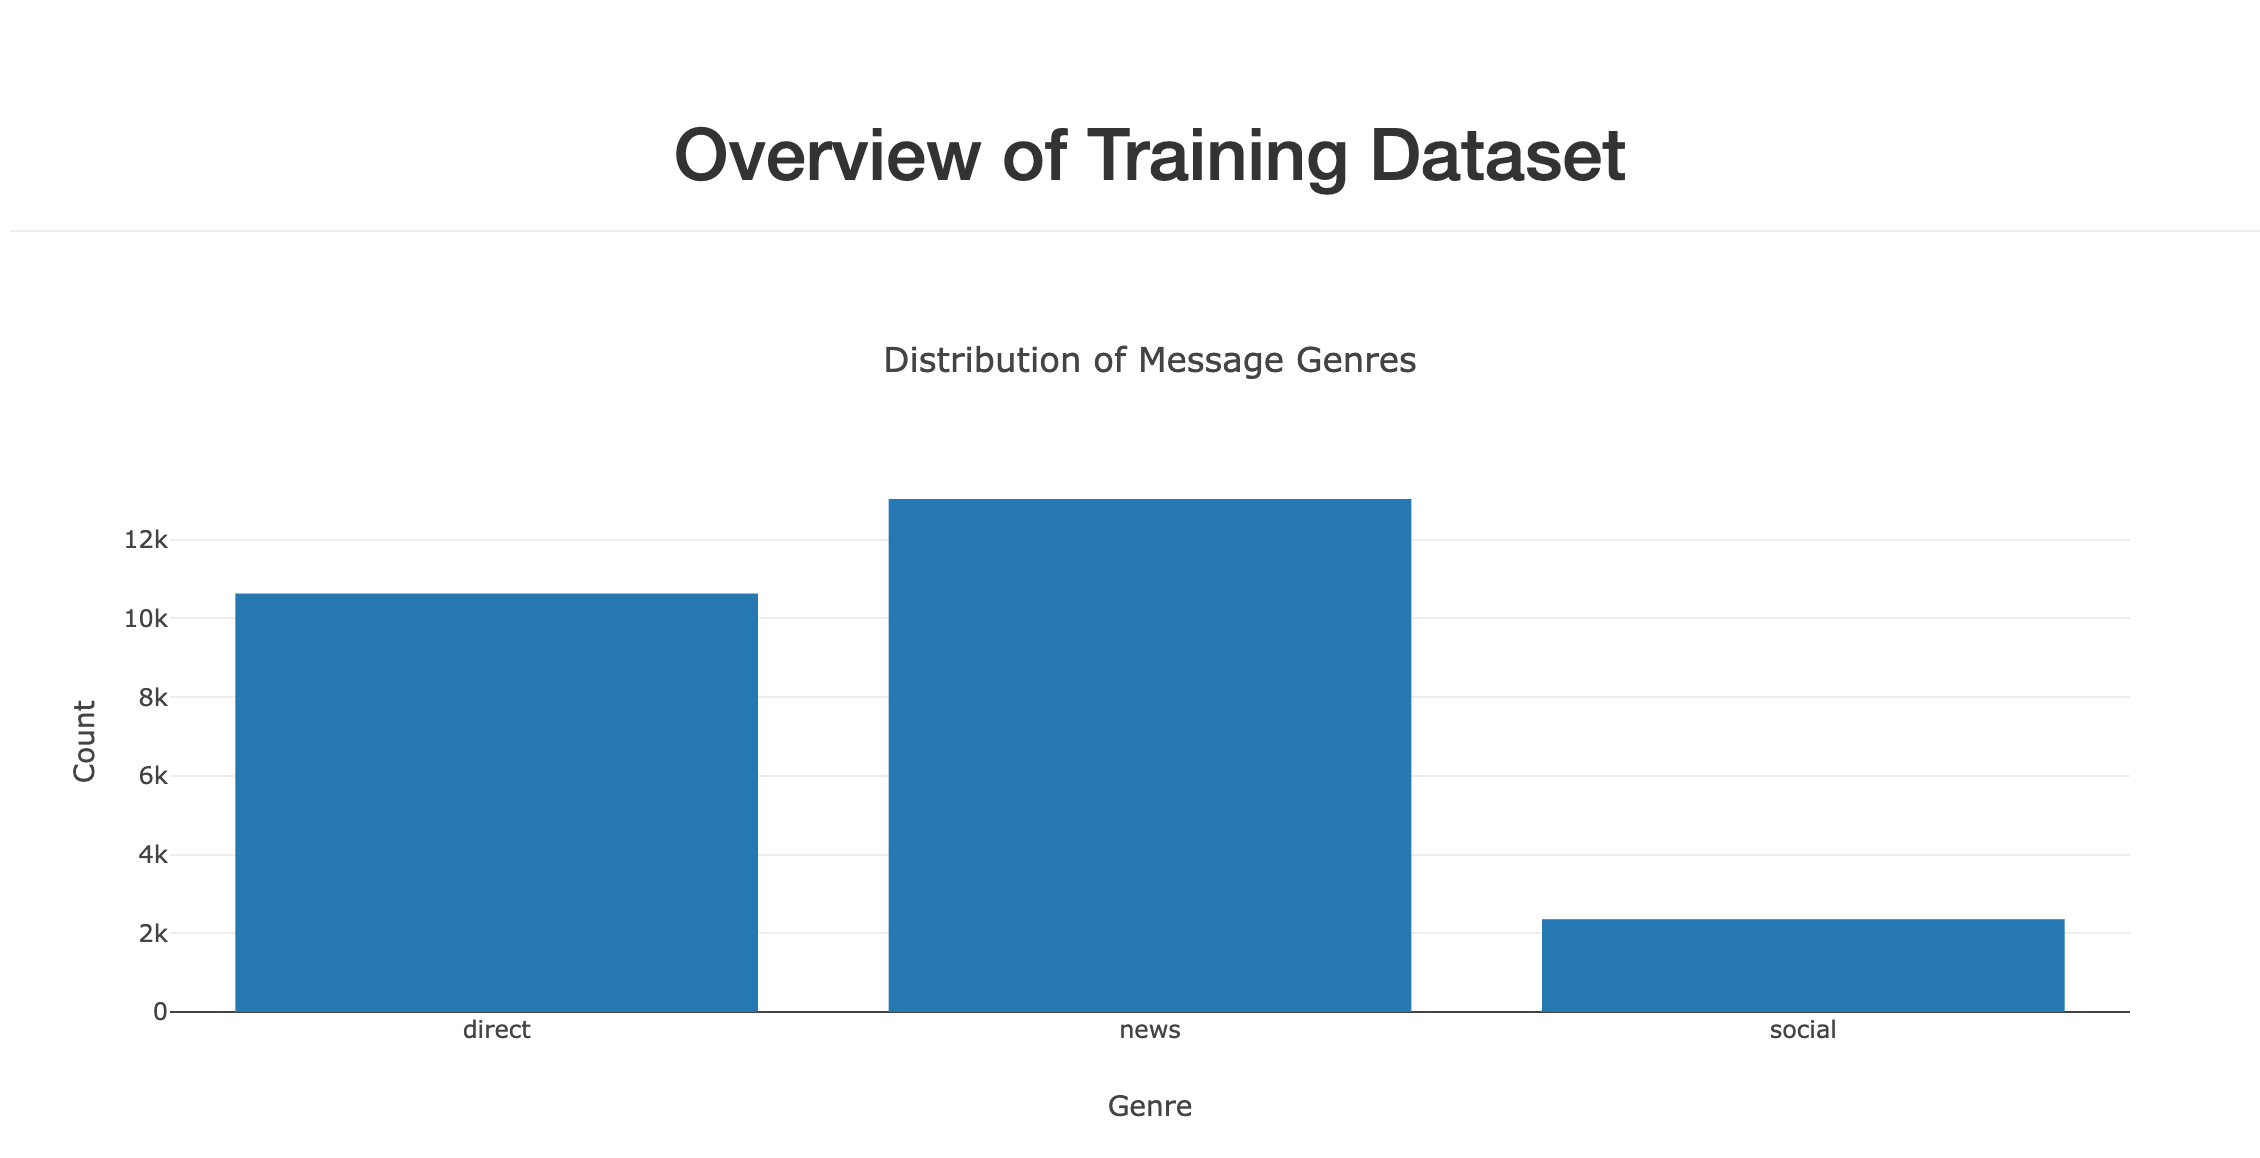 Overview of Training Dataset
Distribution of Message Genres
12k
10k
8k
6k
4k
2k
0
Count
direct news social
Genre